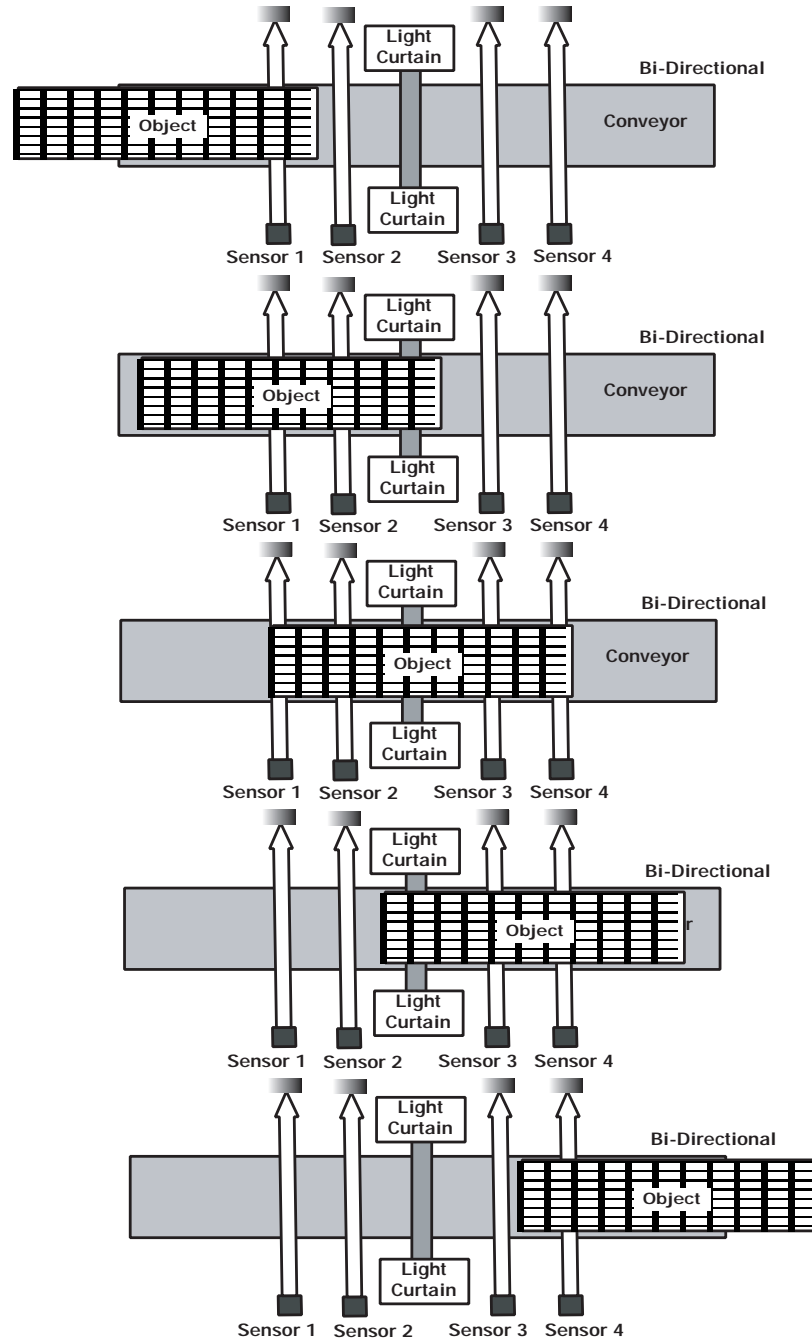 Light
Curtain
Bi-Directional
Object
Conveyor
Light
Curtain
Sensor 1 Sensor 2 Sensor 3 Sensor 4
Light
Curtain
Bi-Directional
Object
Conveyor
Light
Curtain
Sensor 1 Sensor 2 Sensor 3 Sensor 4
Light
Curtain
Bi-Directional
Object
Conveyor
Light
Curtain
Sensor 1 Sensor 2 Sensor 3 Sensor 4
Light
Curtain
Bi-Directional
Object
r
Light
Curtain
Sensor 1 Sensor 2 Sensor 3 Sensor 4
Light
Curtain
Bi-Directional
Object
Light
Curtain
Sensor 1 Sensor 2 Sensor 3 Sensor 4